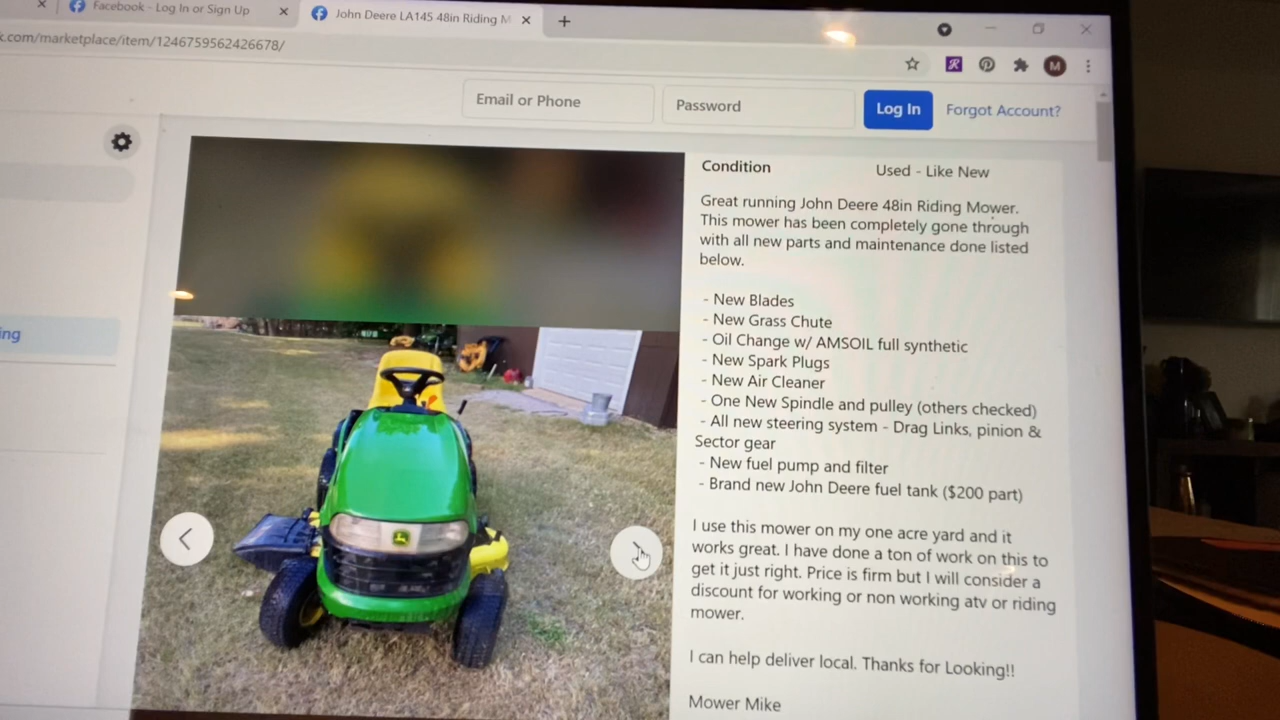 Facebook - Log In or Sign Up
John Deere LA145 48in Riding M
k.com/marketplace/item/1246759562426678/
M
Email or Phone
Password
Log In
Forgot Account?
ing
Condition Used - Like New
Great running John Deere 48in Riding Mower.
This mower has been completely gone through
with all new parts and maintenance done listed
below.
- New Blades
- New Grass Chute
- Oil Change w/ AMSOIL full synthetic
- New Spark Plugs
- New Air Cleaner
- One New Spindle and pulley (others checked)
- All new steering system - Drag Links, pinion &
Sector gear
- New fuel pump and filter
- Brand new John Deere fuel tank ($200 part)
I use this mower on my one acre yard and it
works great. I have done a ton of work on this to
get it just right. Price is firm but I will consider a
discount for working or non working atv or riding
mower.
I can help deliver local. Thanks for Looking!!
Mower Mike